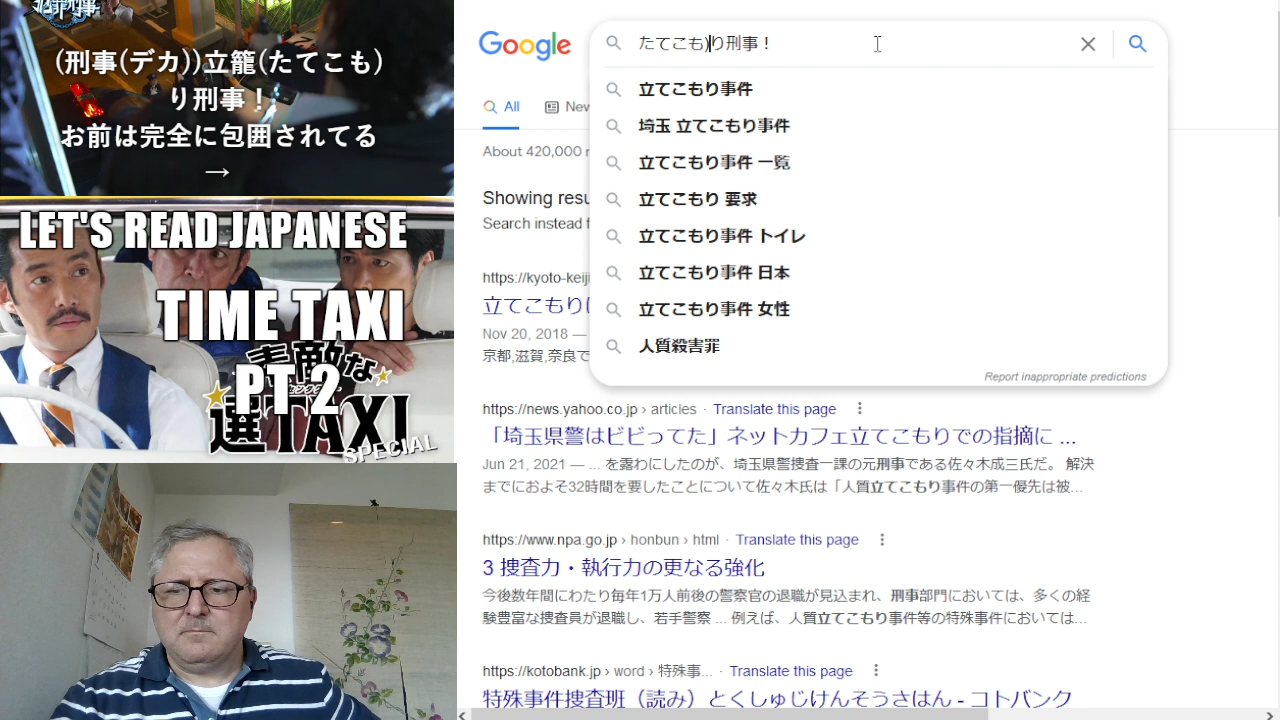 (刑事(デカ))立籠(たてこも)
り刑事！
お前は完全に包囲されてる
→
LET'S READ JAPANESE
TIME TAXI
PT 2
素敵な
選TAXI
SPECIAL
Google
たてこも)り刑事！
立てこもり事件
埼玉 立てこもり事件
立てこもり事件 一覧
立てこもり 要求
立てこもり事件 トイレ
立てこもり事件 日本
立てこもり事件 女性
人質殺害罪
Report inappropriate predictions
All
New
About 420,000 r
Showing resu
Search instead f
https://kyoto-keiji
立てこもりに
Nov 20, 2018 —
京都,滋賀,奈良で
https://news.yahoo.co.jp › articles · Translate this page
「埼玉県警はビビってた」ネットカフェ立てこもりでの指摘に ...
Jun 21, 2021 — ... を露わにしたのが、埼玉県警捜査一課の元刑事である佐々木成三氏だ。 解決
までにおよそ32時間を要したことについて佐々木氏は「人質立てこもり事件の第一優先は被...
https://www.npa.go.jp › honbun › html · Translate this page
3 捜査力・執行力の更なる強化
今後数年間にわたり毎年1万人前後の警察官の退職が見込まれ、刑事部門においては、多くの経
験豊富な捜査員が退職し、若手警察 ... 例えば、人質立てこもり事件等の特殊事件においては...
https://kotobank.jp › word › 特殊事... · Translate this page
特殊事件捜査班（読み）とくしゅじけんそうさはん - コトバンク